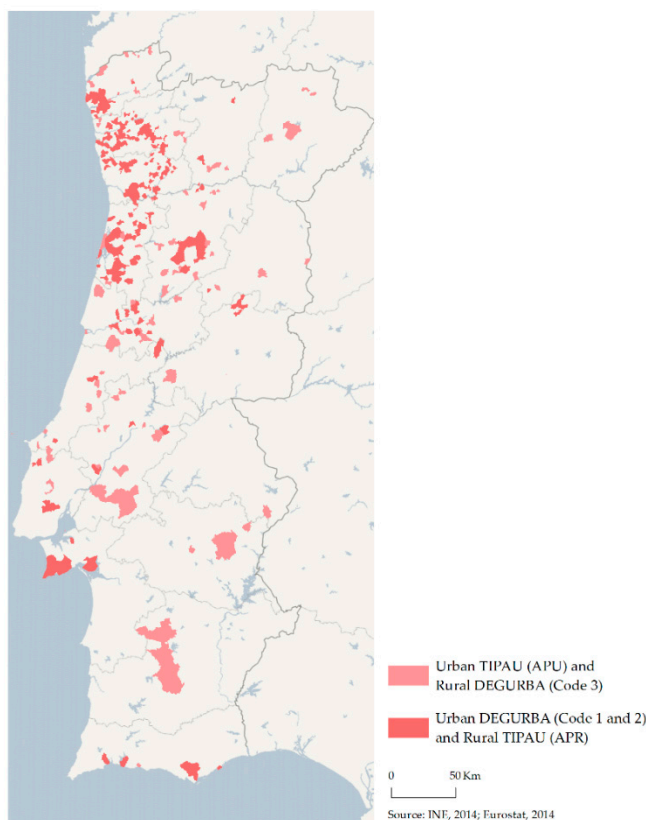 Urban TIPAU (APU) and
Rural DEGURBA (Code 3)
Urban DEGURBA (Code 1 and 2)
and Rural TIPAU (APR)
0 50 Km
Source: INE, 2014; Eurostat, 2014